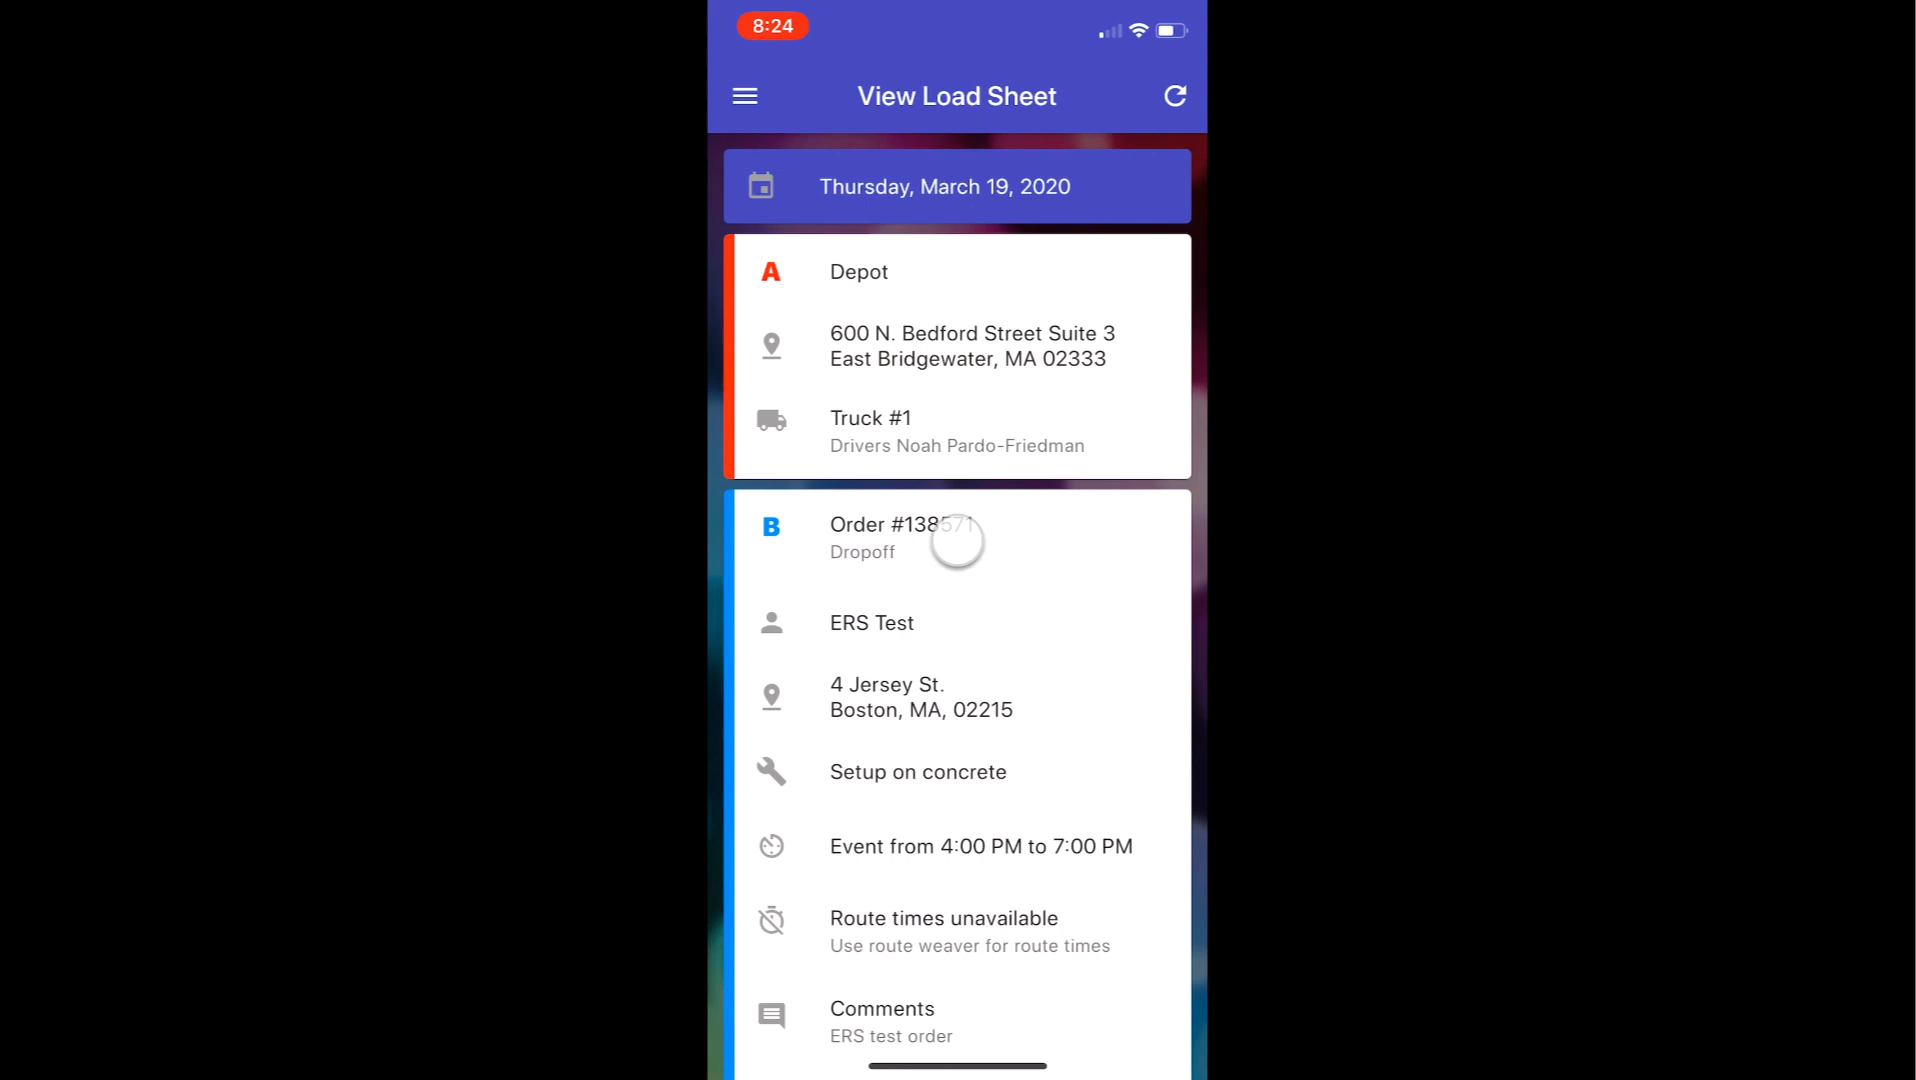 8:24
View Load Sheet
Thursday, March 19, 2020
A
Depot
600 N. Bedford Street Suite 3
East Bridgewater, MA 02333
Truck #1
Drivers Noah Pardo-Friedman
B
Order #138571
Dropoff
ERS Test
4 Jersey St.
Boston, MA, 02215
Setup on concrete
Event from 4:00 PM to 7:00 PM
Route times unavailable
Use route weaver for route times
Comments
ERS test order